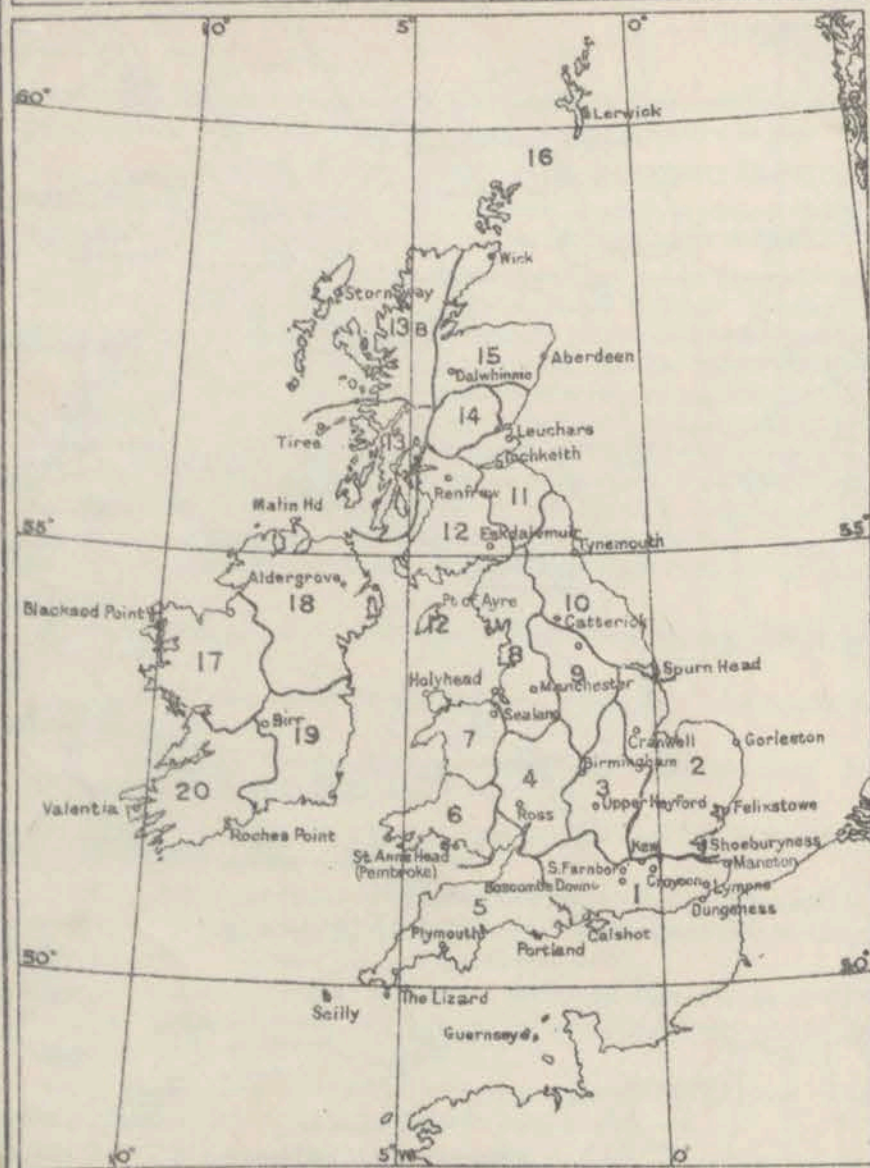 10° 5° 0°
60°
Lerwick
16
Wick
Stornoway
13 B
15
Aberdeen
Dalwhinnie
14
Leuchars
Tiree
13
Inchkeith
Renfrew
11
Malin Hd
12
Eskdalemuir
55° 55°
Tynemouth
Aldergrove
18
Pt of Ayre
10
Blacksod Point
12
Catterick
17
8
9
Spurn Head
Holyhead
Manchester
Sealand
Birr
19
7
Cranwell
Gorleston
Birmingham
2
4
3
20
Ross
Upper Heyford
Felixstowe
Valentia
6
Roches Point
Kew
Shoeburyness
St. Anns Head
(Pembroke)
S. Farnboro
Manston
Boscombe Down
Croydon
Lympne
1
5
Dungeness
Plymouth
Portland
Calshot
50° 50°
Scilly
The Lizard
Guernsey
10° 5°W. 0°